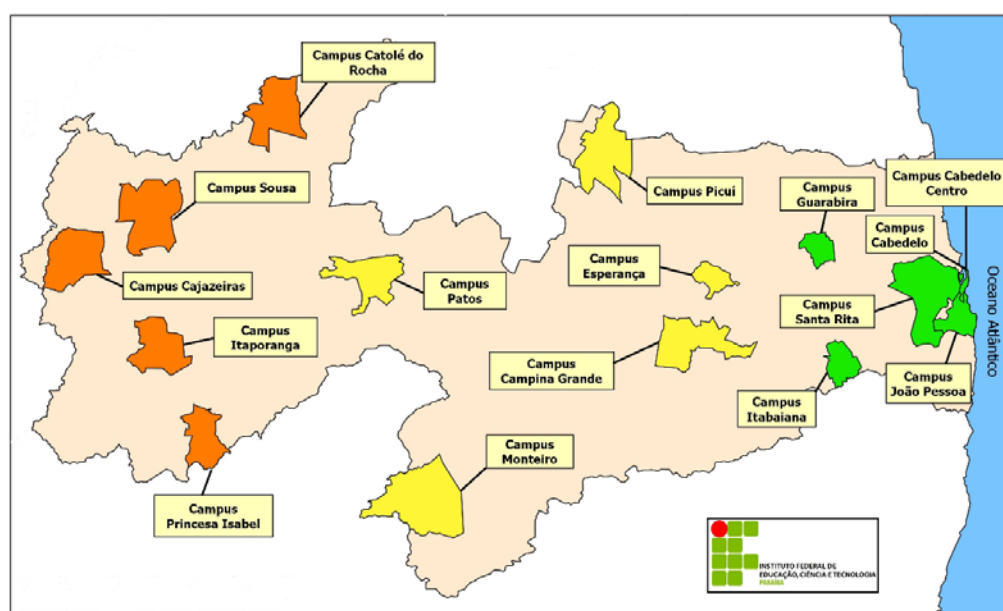 Campus Catolé do
Rocha
Campus Sousa
Campus Cajazeiras
Campus
Itaporanga
Campus
Princesa Isabel
Campus
Patos
Campus
Monteiro
Campus Picuí
Campus
Esperança
Campus
Campina Grande
Campus
Guarabira
Campus Cabedelo
Centro
Campus
Cabedelo
Campus
Santa Rita
Campus
João Pessoa
Campus
Itabaiana
Oceano Atlântico
INSTITUTO FEDERAL DE
EDUCAÇÃO, CIÊNCIA E TECNOLOGIA
PARAÍBA